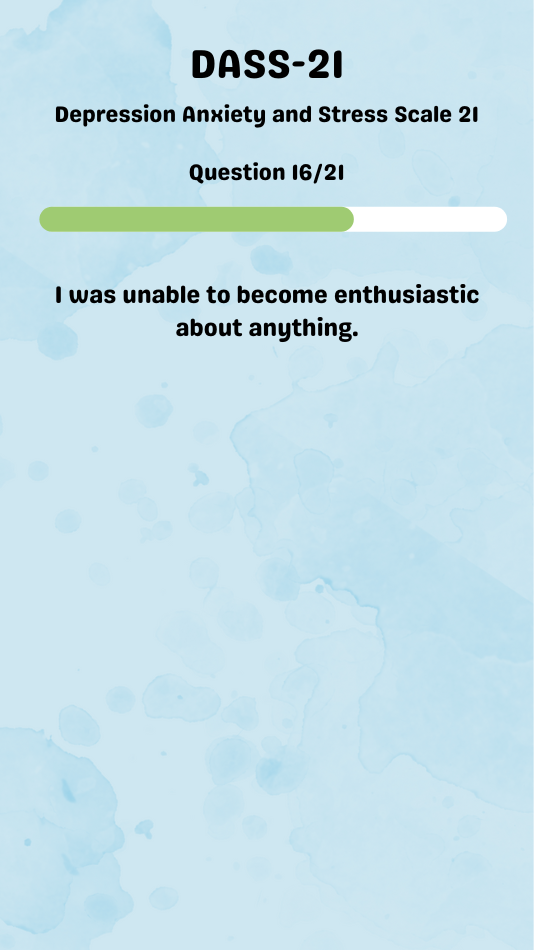 DASS-21
Depression Anxiety and Stress Scale 21
Question 16/21
I was unable to become enthusiastic
about anything.